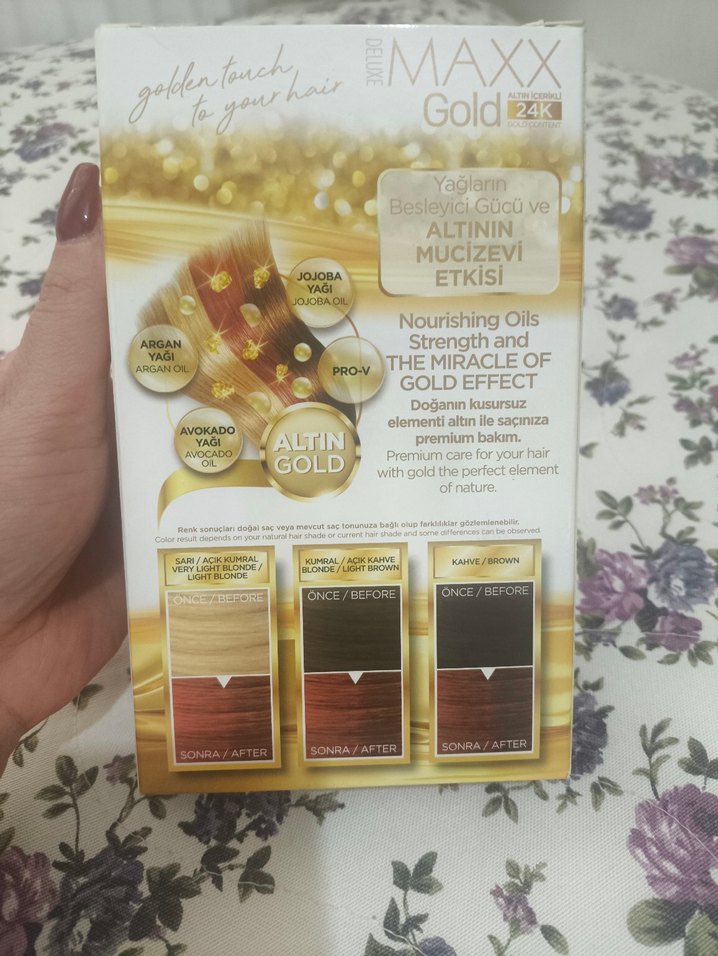 golden touch
to your hair
DELUXE
MAXX
Gold
ALTIN İÇERİKLİ
24K
GOLD CONTENT
Yağların
Besleyici Gücü ve
ALTININ
MUCİZEVİ
ETKİSİ
JOJOBA
YAĞI
JOJOBA OIL
ARGAN
YAĞI
ARGAN OIL
PRO-V
AVOKADO
YAĞI
AVOCADO
OIL
ALTIN
GOLD
Nourishing Oils
Strength and
THE MIRACLE OF
GOLD EFFECT
Doğanın kusursuz
elementi altın ile saçınıza
premium bakım.
Premium care for your hair
with gold the perfect element
of nature.
Renk sonuçları doğal saç veya mevcut saç tonunuza bağlı olup farklılıklar gözlemlenebilir.
Color result depends on your natural hair shade or current hair shade and some differences can be observed.
SARI / AÇIK KUMRAL
VERY LIGHT BLONDE /
LIGHT BLONDE
ÖNCE / BEFORE
SONRA / AFTER
KUMRAL / AÇIK KAHVE
BLONDE / LIGHT BROWN
ÖNCE / BEFORE
SONRA / AFTER
KAHVE / BROWN
ÖNCE / BEFORE
SONRA / AFTER